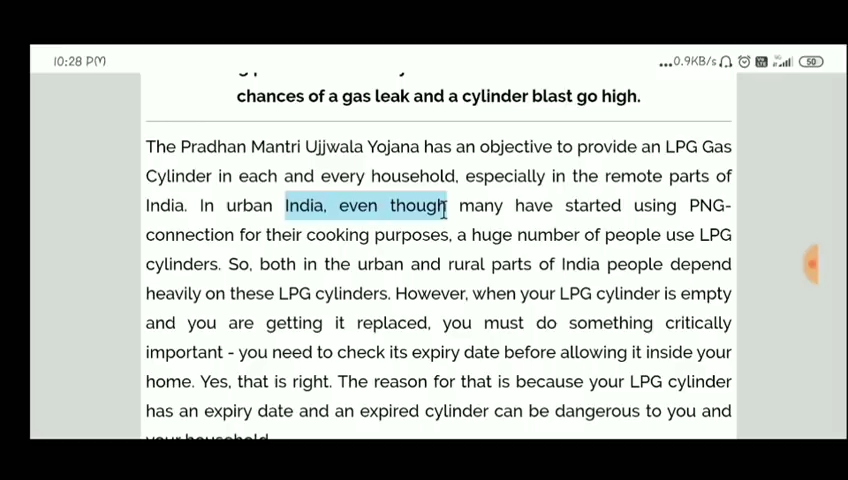 10:28 PM
...0.9KB/s
50
chances of a gas leak and a cylinder blast go high.
The Pradhan Mantri Ujjwala Yojana has an objective to provide an LPG Gas
Cylinder in each and every household, especially in the remote parts of
India. In urban India, even though many have started using PNG-
connection for their cooking purposes, a huge number of people use LPG
cylinders. So, both in the urban and rural parts of India people depend
heavily on these LPG cylinders. However, when your LPG cylinder is empty
and you are getting it replaced, you must do something critically
important - you need to check its expiry date before allowing it inside your
home. Yes, that is right. The reason for that is because your LPG cylinder
has an expiry date and an expired cylinder can be dangerous to you and
your household.